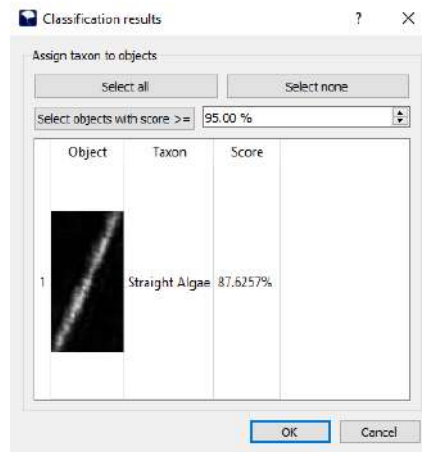 Classification results ? ×
Assign taxon to objects
Select all Select none
Select objects with score >= 95.00 %
Object Taxon Score
1 Straight Algae 87.6257%
OK Cancel